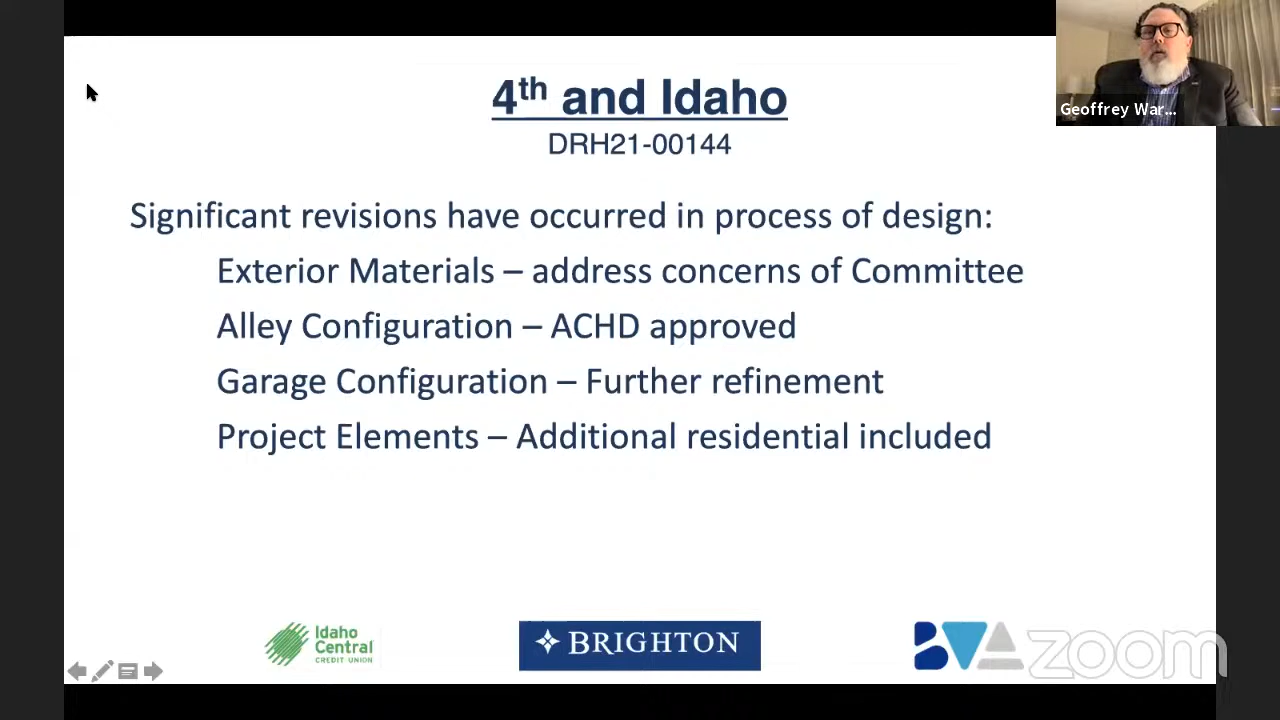 4th and Idaho
DRH21-00144
Geoffrey War...
Significant revisions have occurred in process of design:
Exterior Materials – address concerns of Committee
Alley Configuration – ACHD approved
Garage Configuration – Further refinement
Project Elements – Additional residential included
Idaho
Central
CREDIT UNION
BRIGHTON
BVA
zoom